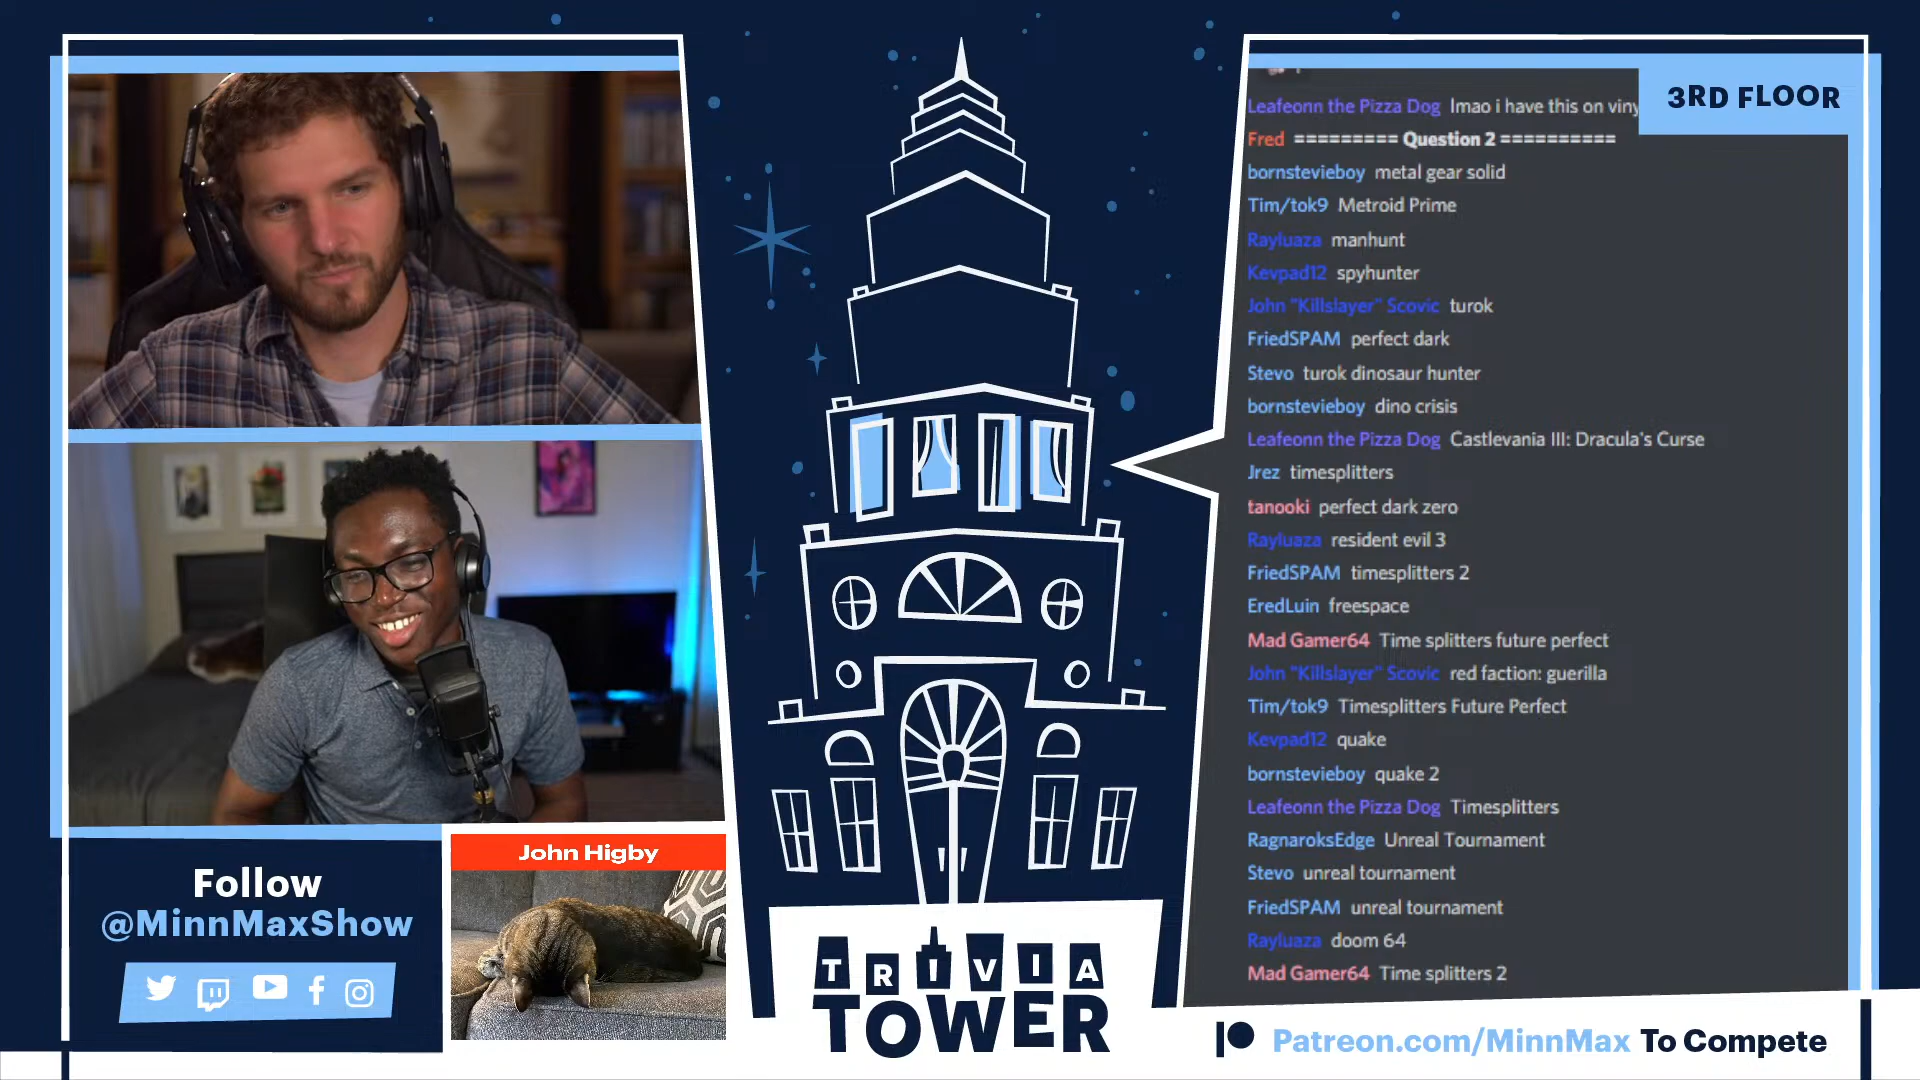 3RD FLOOR
Leafeonn the Pizza Dog lmao i have this on viny
Fred ========= Question 2 ==========
bornstevieboy metal gear solid
Tim/tok9 Metroid Prime
Rayluaza manhunt
Kevpad12 spyhunter
John "Killslayer" Scovic turok
FriedSPAM perfect dark
Stevo turok dinosaur hunter
bornstevieboy dino crisis
Leafeonn the Pizza Dog Castlevania III: Dracula's Curse
Jrez timesplitters
tanooki perfect dark zero
Rayluaza resident evil 3
FriedSPAM timesplitters 2
EredLuin freespace
Mad Gamer64 Time splitters future perfect
John "Killslayer" Scovic red faction: guerilla
Tim/tok9 Timesplitters Future Perfect
Kevpad12 quake
bornstevieboy quake 2
Leafeonn the Pizza Dog Timesplitters
RagnaroksEdge Unreal Tournament
Stevo unreal tournament
FriedSPAM unreal tournament
Rayluaza doom 64
Mad Gamer64 Time splitters 2
John Higby
Follow
@MinnMaxShow
TRIVIA
TOWER
Patreon.com/MinnMax To Compete